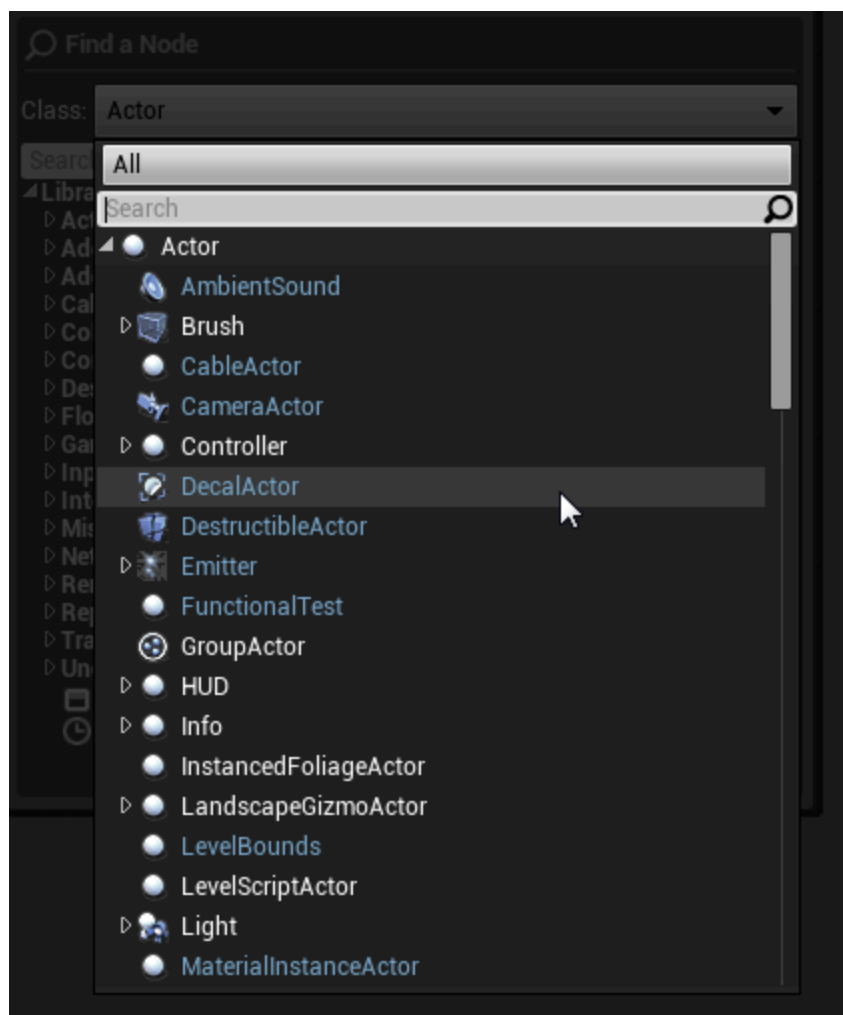 Find a Node
Class: Actor
All
Search
Actor
AmbientSound
Brush
CableActor
CameraActor
Controller
DecalActor
DestructibleActor
Emitter
FunctionalTest
GroupActor
HUD
Info
InstancedFoliageActor
LandscapeGizmoActor
LevelBounds
LevelScriptActor
Light
MaterialInstanceActor